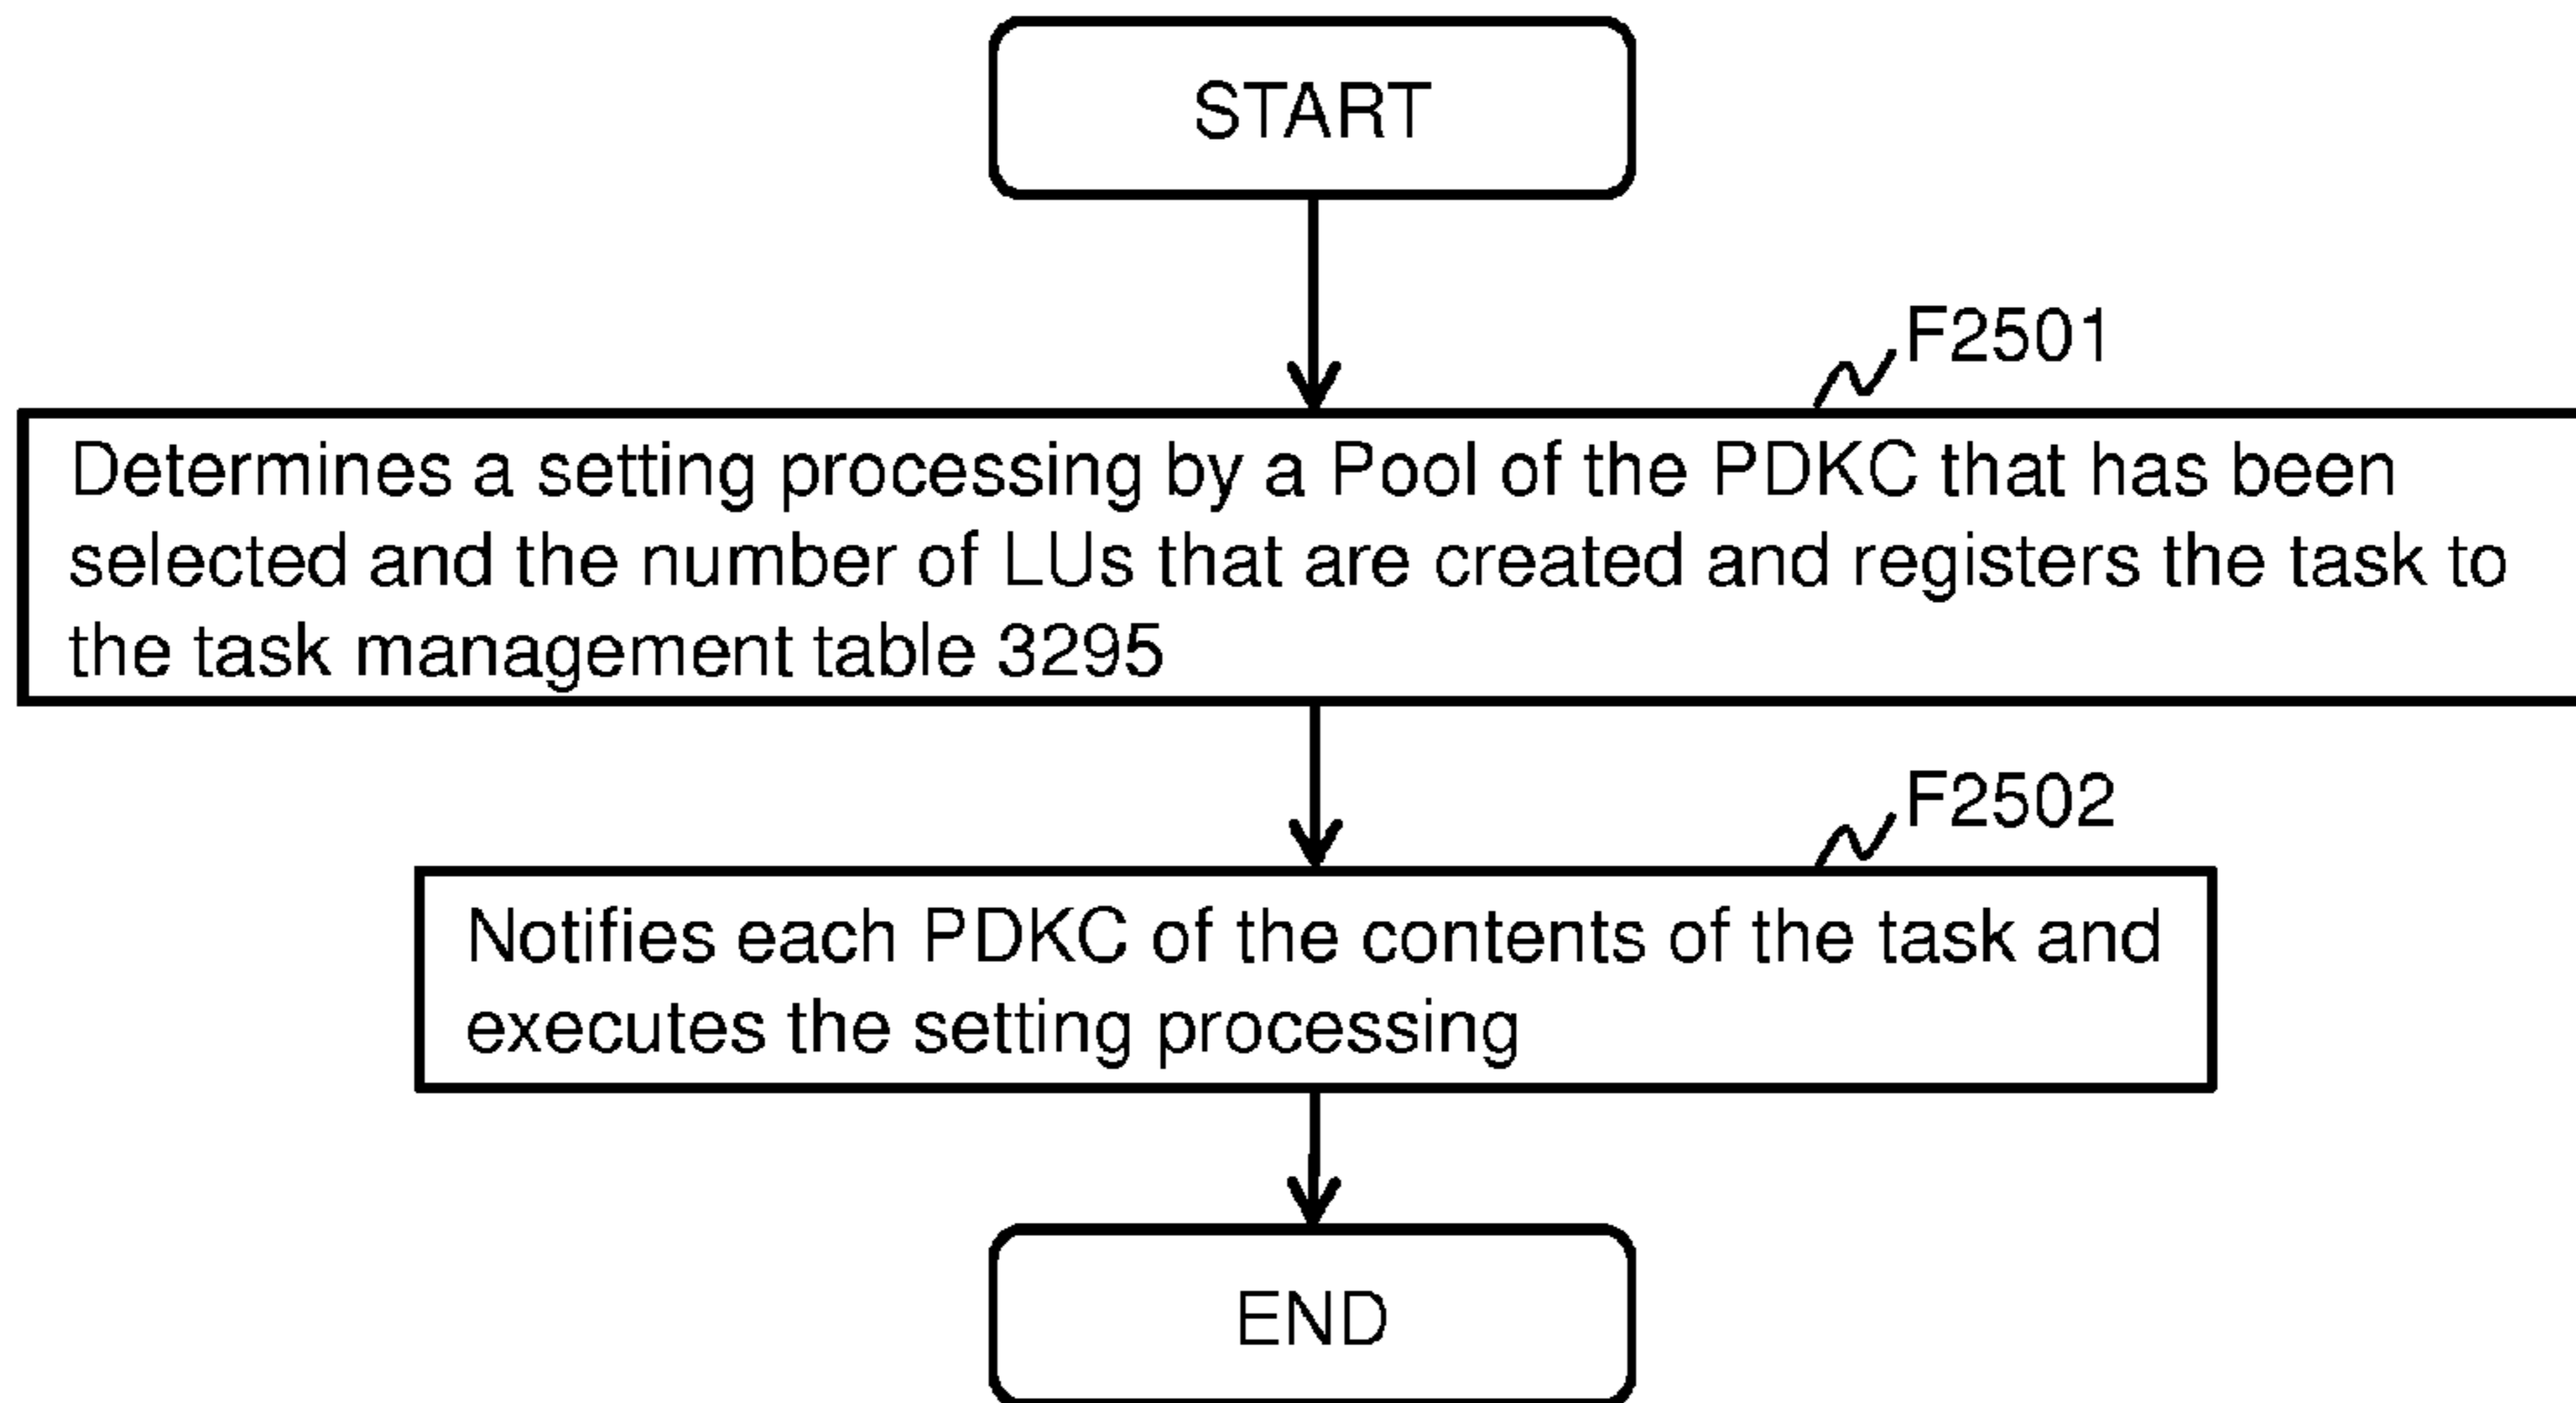 START
F2501
Determines a setting processing by a Pool of the PDKC that has been
selected and the number of LUs that are created and registers the task to
the task management table 3295
F2502
Notifies each PDKC of the contents of the task and
executes the setting processing
END